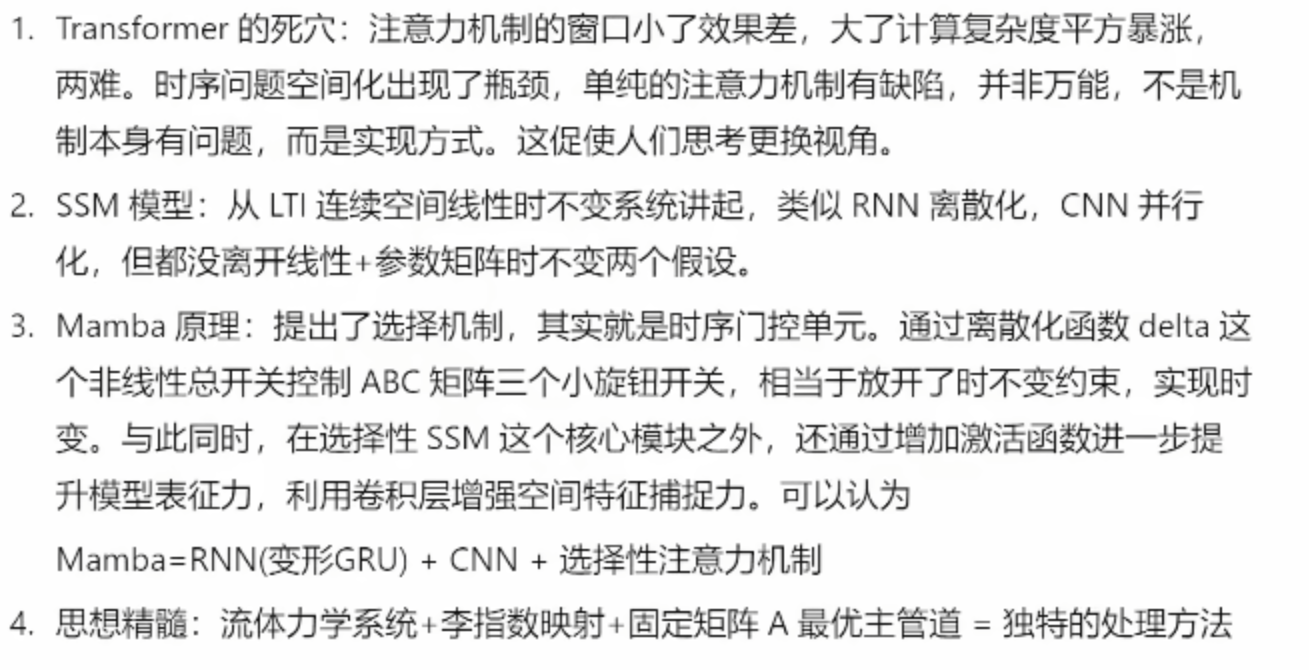 1. Transformer 的死穴：注意力机制的窗口小了效果差，大了计算复杂度平方暴涨，
两难。时序问题空间化出现了瓶颈，单纯的注意力机制有缺陷，并非万能，不是机
制本身有问题，而是实现方式。这促使人们思考更换视角。
2. SSM 模型：从 LTI 连续空间线性时不变系统讲起，类似 RNN 离散化，CNN 并行
化，但都没离开线性+参数矩阵时不变两个假设。
3. Mamba 原理：提出了选择机制，其实就是时序门控单元。通过离散化函数 delta 这
个非线性总开关控制 ABC 矩阵三个小旋钮开关，相当于放开了时不变约束，实现时
变。与此同时，在选择性 SSM 这个核心模块之外，还通过增加激活函数进一步提
升模型表征力，利用卷积层增强空间特征捕捉力。可以认为
Mamba=RNN(变形GRU) + CNN + 选择性注意力机制
4. 思想精髓：流体力学系统+李指数映射+固定矩阵 A 最优主管道 = 独特的处理方法